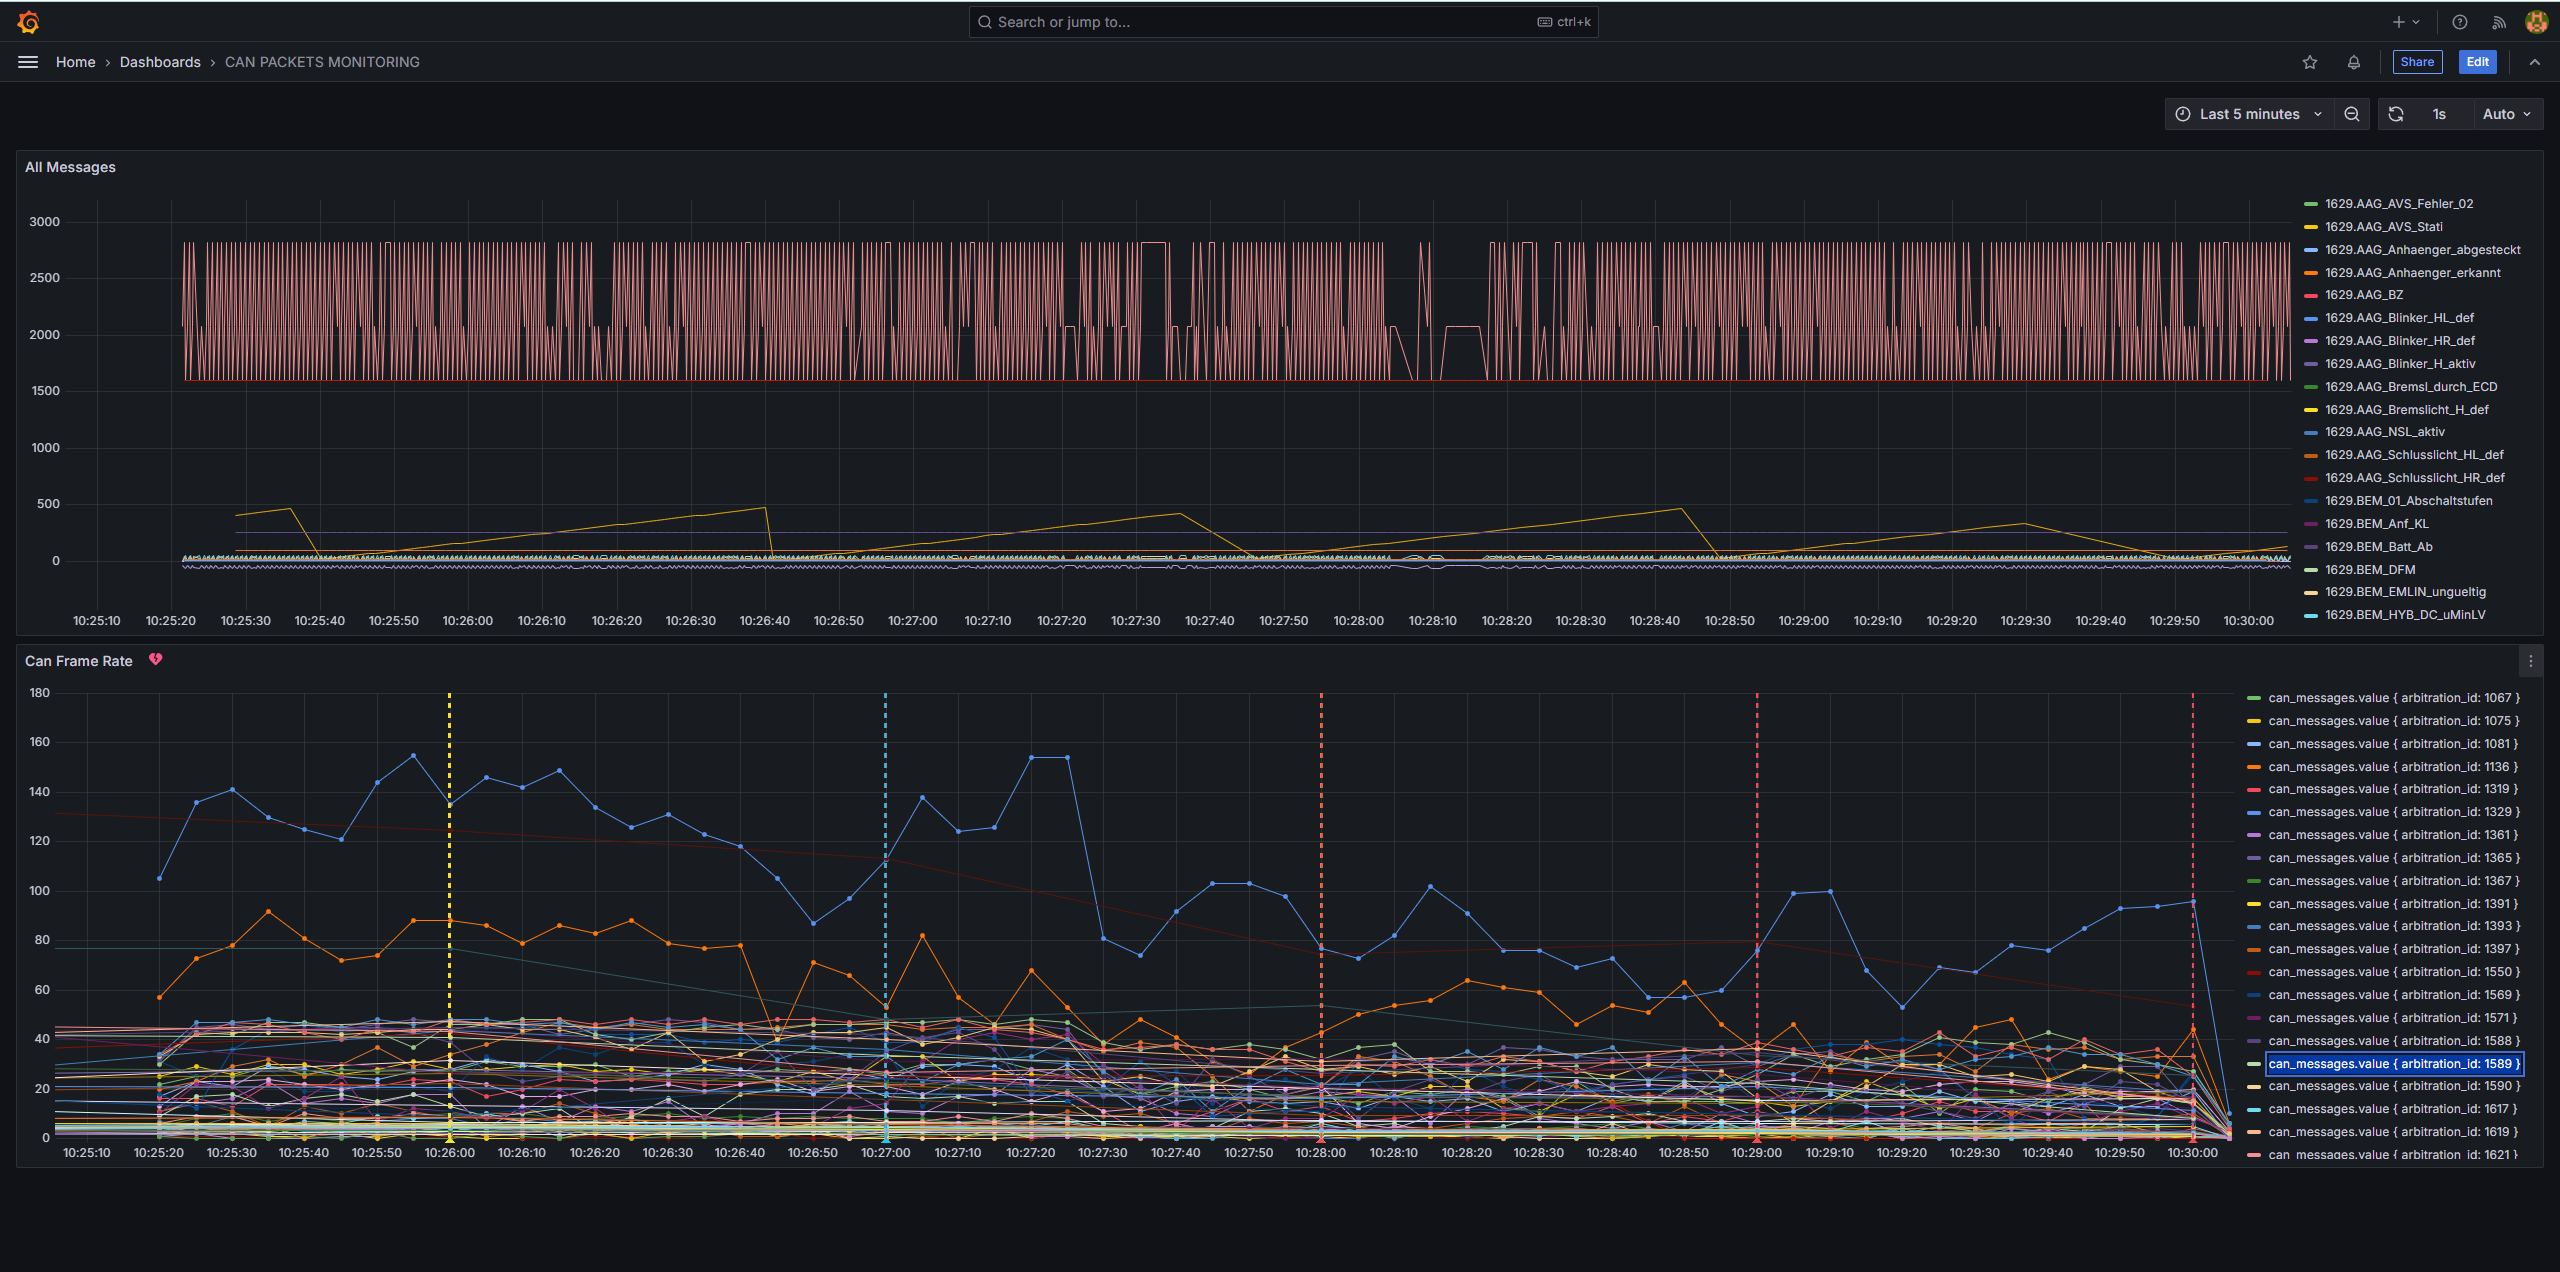 Search or jump to...
ctrl+k
Home › Dashboards › CAN PACKETS MONITORING
Share
Edit
Last 5 minutes
1s
Auto
All Messages
3000
2500
2000
1500
1000
500
0
10:25:10 10:25:20 10:25:30 10:25:40 10:25:50 10:26:00 10:26:10 10:26:20 10:26:30 10:26:40 10:26:50 10:27:00 10:27:10 10:27:20 10:27:30 10:27:40 10:27:50 10:28:00 10:28:10 10:28:20 10:28:30 10:28:40 10:28:50 10:29:00 10:29:10 10:29:20 10:29:30 10:29:40 10:29:50 10:30:00
1629.AAG_AVS_Fehler_02
1629.AAG_AVS_Stati
1629.AAG_Anhaenger_abgesteckt
1629.AAG_Anhaenger_erkannt
1629.AAG_BZ
1629.AAG_Blinker_HL_def
1629.AAG_Blinker_HR_def
1629.AAG_Blinker_H_aktiv
1629.AAG_Bremsl_durch_ECD
1629.AAG_Bremslicht_H_def
1629.AAG_NSL_aktiv
1629.AAG_Schlusslicht_HL_def
1629.AAG_Schlusslicht_HR_def
1629.BEM_01_Abschaltstufen
1629.BEM_Anf_KL
1629.BEM_Batt_Ab
1629.BEM_DFM
1629.BEM_EMLIN_ungueltig
1629.BEM_HYB_DC_uMinLV
Can Frame Rate
180
160
140
120
100
80
60
40
20
0
10:25:10 10:25:20 10:25:30 10:25:40 10:25:50 10:26:00 10:26:10 10:26:20 10:26:30 10:26:40 10:26:50 10:27:00 10:27:10 10:27:20 10:27:30 10:27:40 10:27:50 10:28:00 10:28:10 10:28:20 10:28:30 10:28:40 10:28:50 10:29:00 10:29:10 10:29:20 10:29:30 10:29:40 10:29:50 10:30:00
can_messages.value { arbitration_id: 1067 }
can_messages.value { arbitration_id: 1075 }
can_messages.value { arbitration_id: 1081 }
can_messages.value { arbitration_id: 1136 }
can_messages.value { arbitration_id: 1319 }
can_messages.value { arbitration_id: 1329 }
can_messages.value { arbitration_id: 1361 }
can_messages.value { arbitration_id: 1365 }
can_messages.value { arbitration_id: 1367 }
can_messages.value { arbitration_id: 1391 }
can_messages.value { arbitration_id: 1393 }
can_messages.value { arbitration_id: 1397 }
can_messages.value { arbitration_id: 1550 }
can_messages.value { arbitration_id: 1569 }
can_messages.value { arbitration_id: 1571 }
can_messages.value { arbitration_id: 1588 }
can_messages.value { arbitration_id: 1589 }
can_messages.value { arbitration_id: 1590 }
can_messages.value { arbitration_id: 1617 }
can_messages.value { arbitration_id: 1619 }
can_messages.value { arbitration_id: 1621 }